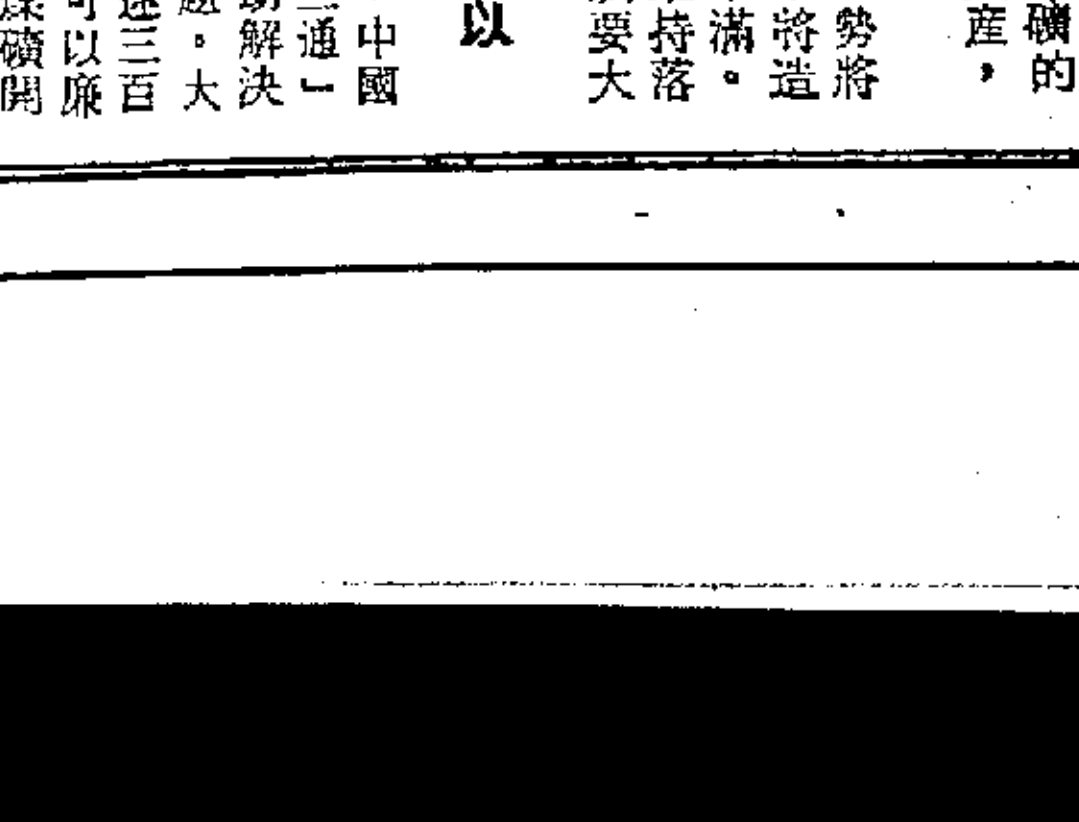 礦的
産，
勢將
將造
滿。
持落
要大
以
中國
通」
解決
。大
三百
以廉
礦開